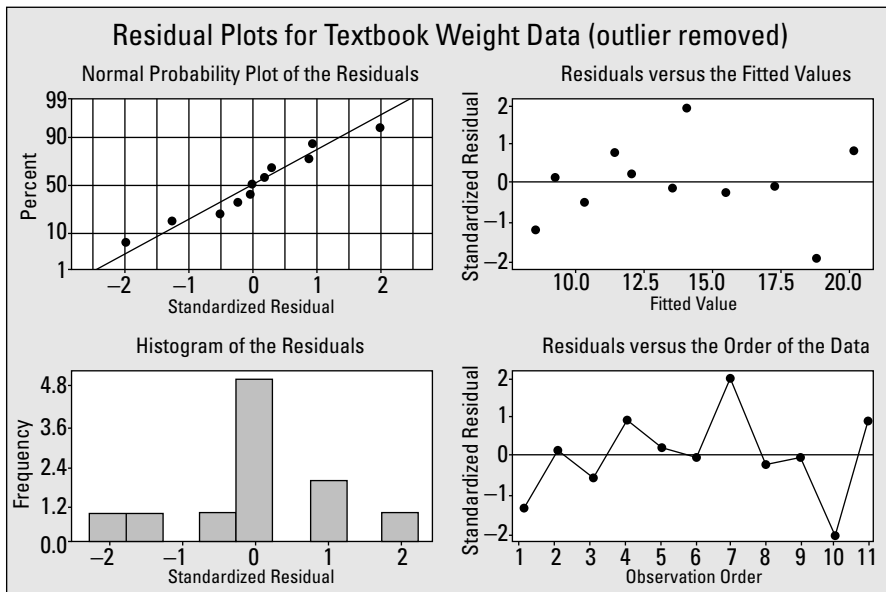 Residual Plots for Textbook Weight Data (outlier removed)
Normal Probability Plot of the Residuals
99
90
50
10
1
Percent
−2 −1 0 1 2
Standardized Residual
Residuals versus the Fitted Values
2
1
0
−1
−2
Standardized Residual
10.0 12.5 15.0 17.5 20.0
Fitted Value
Histogram of the Residuals
4.8
3.6
2.4
1.2
0.0
Frequency
−2 −1 0 1 2
Standardized Residual
Residuals versus the Order of the Data
2
1
0
−1
−2
Standardized Residual
1 2 3 4 5 6 7 8 9 10 11
Observation Order